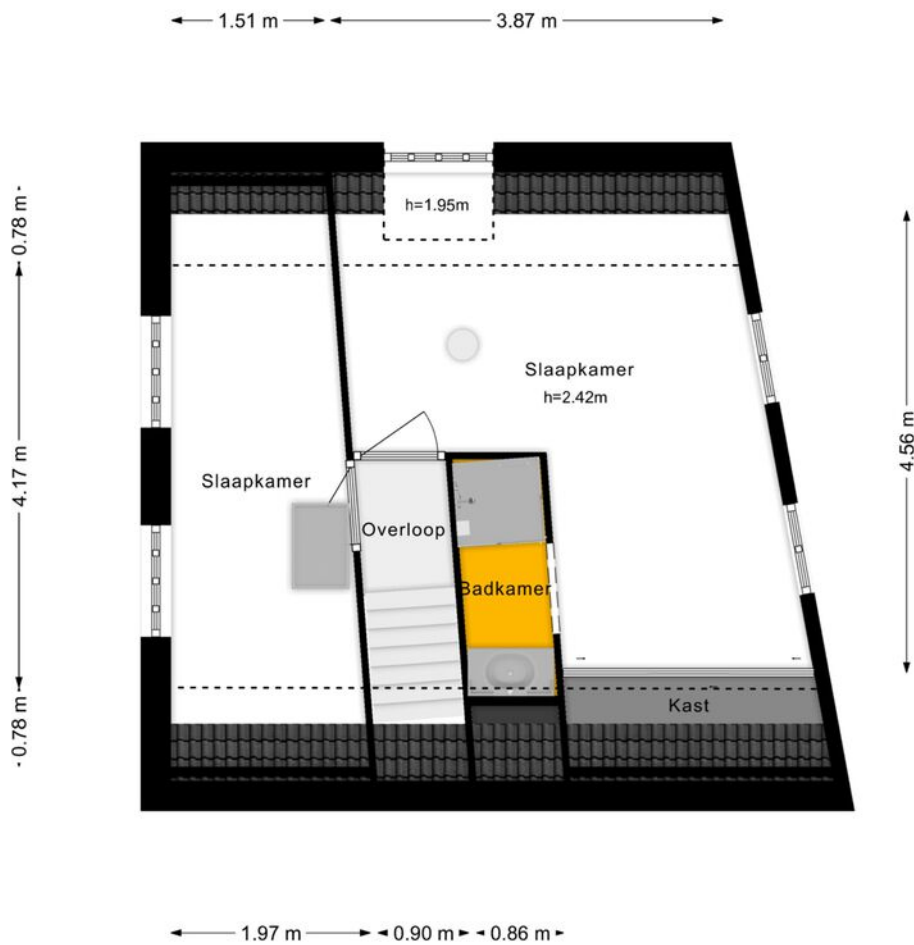 1.51 m
3.87 m
h=1.95m
0.78 m
4.17 m
0.78 m
Slaapkamer
h=2.42m
4.56 m
Slaapkamer
Overloop
Badkamer
Kast
1.97 m
0.90 m
0.86 m